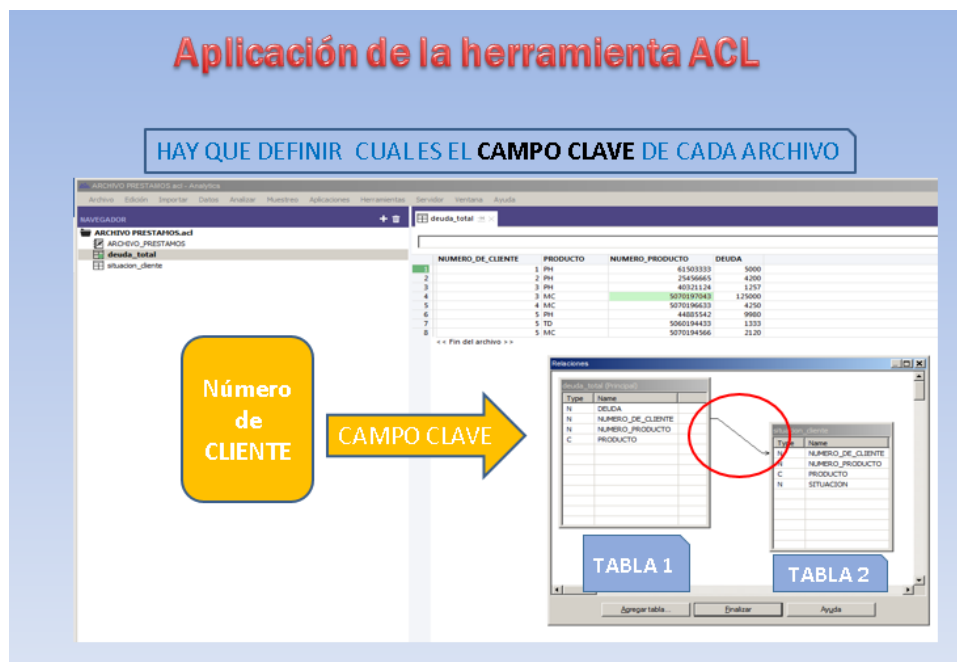 Aplicación de la herramienta ACL
HAY QUE DEFINIR CUALES EL CAMPO CLAVE DE CADA ARCHIVO
ARCHIVO PRESTAMOS.acl - Analytics
Archivo Edición Importar Datos Analizar Muestreo Aplicaciones Herramientas Servidor Ventana Ayuda
NAVEGADOR
deuda_total
ARCHIVO PRESTAMOS.acl
ARCHIVO_PRESTAMOS
deuda_total
situacion_cliente
NUMERO_DE_CLIENTE PRODUCTO NUMERO_PRODUCTO DEUDA
1 1 PH 61503333 5000
2 2 PH 25456665 4200
3 3 PH 40321124 1257
4 3 MC 5070197043 125000
5 4 MC 5070196633 4250
6 5 PH 44885542 9980
7 5 TD 5060194433 1333
8 5 MC 5070194566 2120
<< Fin del archivo >>
Número
de
CLIENTE
CAMPO CLAVE
Relaciones
deuda_total (Principal)
Type Name
N DEUDA
N NUMERO_DE_CLIENTE
N NUMERO_PRODUCTO
C PRODUCTO
situacion_cliente
Type Name
N NUMERO_DE_CLIENTE
N NUMERO_PRODUCTO
C PRODUCTO
N SITUACION
TABLA 1
TABLA 2
Agregar tabla...
Finalizar
Ayuda